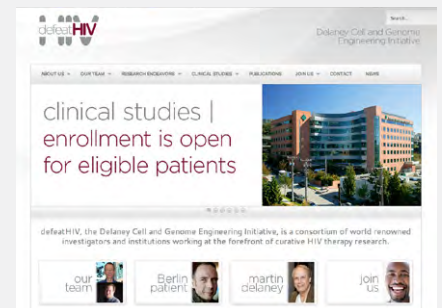 defeatHIV
Search...
Delaney Cell and Genome
Engineering Initiative
ABOUT US
OUR TEAM
RESEARCH ENDEAVORS
CLINICAL STUDIES
PUBLICATIONS
JOIN US
CONTACT
NEWS
clinical studies |
enrollment is open
for eligible patients
defeatHIV, the Delaney Cell and Genome Engineering Initiative, is a consortium of world renowned
investigators and institutions working at the forefront of curative HIV therapy research.
our
team
Berlin
patient
martin
delaney
join
us